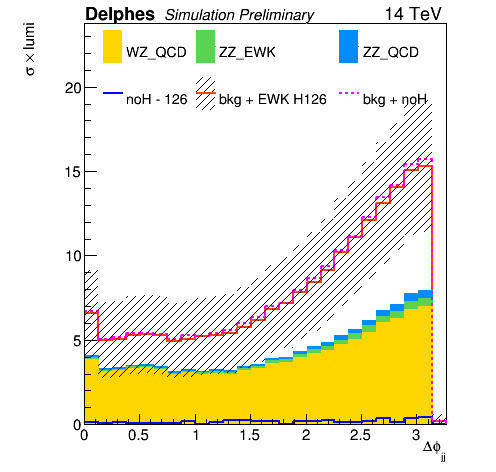 Delphes Simulation Preliminary 14 TeV
σ × lumi
WZ_QCD ZZ_EWK ZZ_QCD
noH - 126 bkg + EWK H126 bkg + noH
20
15
10
5
0
0 0.5 1 1.5 2 2.5 3
Δϕjj